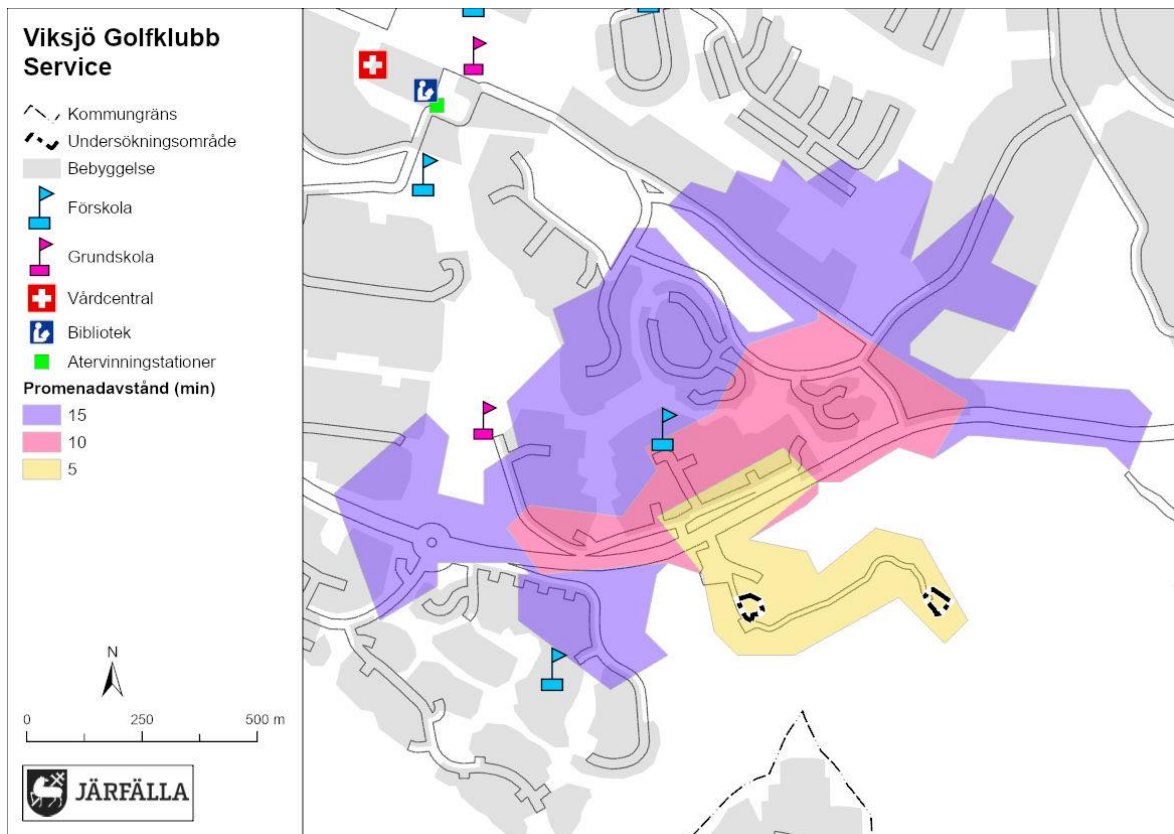 Viksjö Golfklubb
Service
Kommungräns
Undersökningsområde
Bebyggelse
Förskola
Grundskola
Vårdcentral
Bibliotek
Atervinningstationer
Promenadavstånd (min)
15
10
5
N
0 250 500 m
JÄRFÄLLA